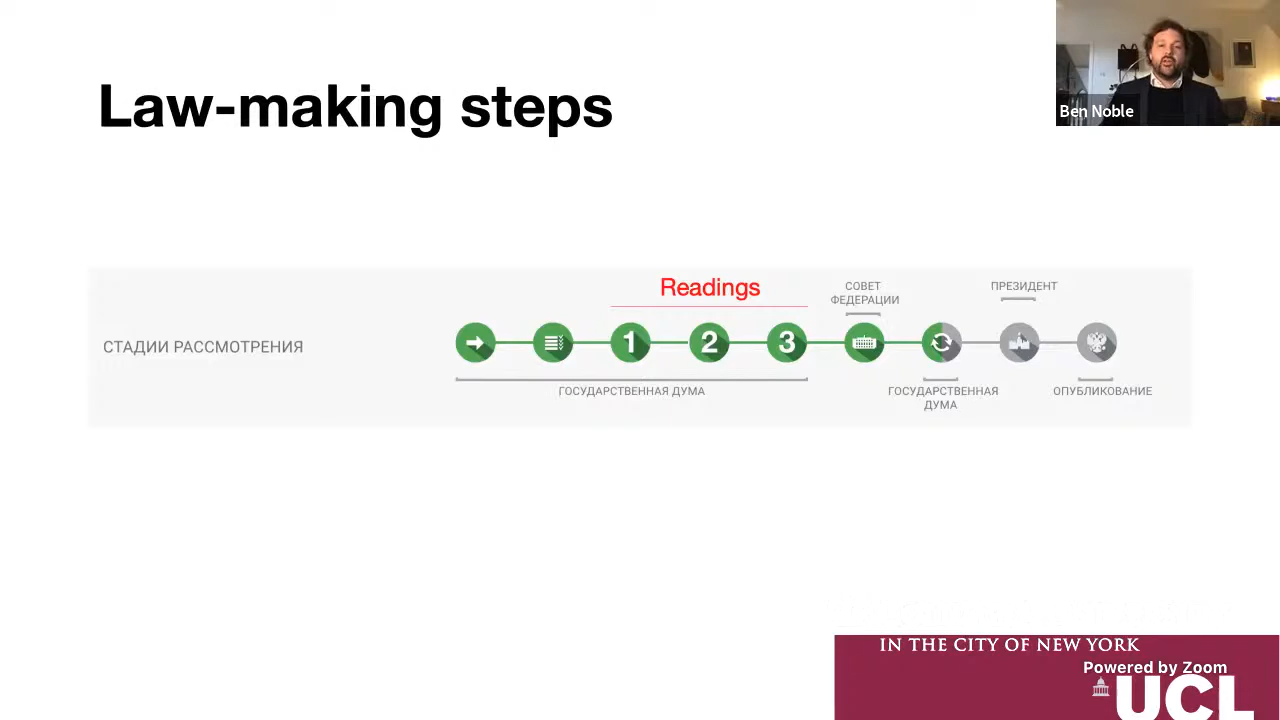 Law-making steps
Ben Noble
Readings
СОВЕТ
ФЕДЕРАЦИИ
ПРЕЗИДЕНТ
СТАДИИ РАССМОТРЕНИЯ
1
2
3
ГОСУДАРСТВЕННАЯ ДУМА
ГОСУДАРСТВЕННАЯ
ДУМА
ОПУБЛИКОВАНИЕ
IN THE CITY OF NEW YORK
Powered by Zoom
UCL